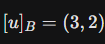 [u]_B = (3, 2)